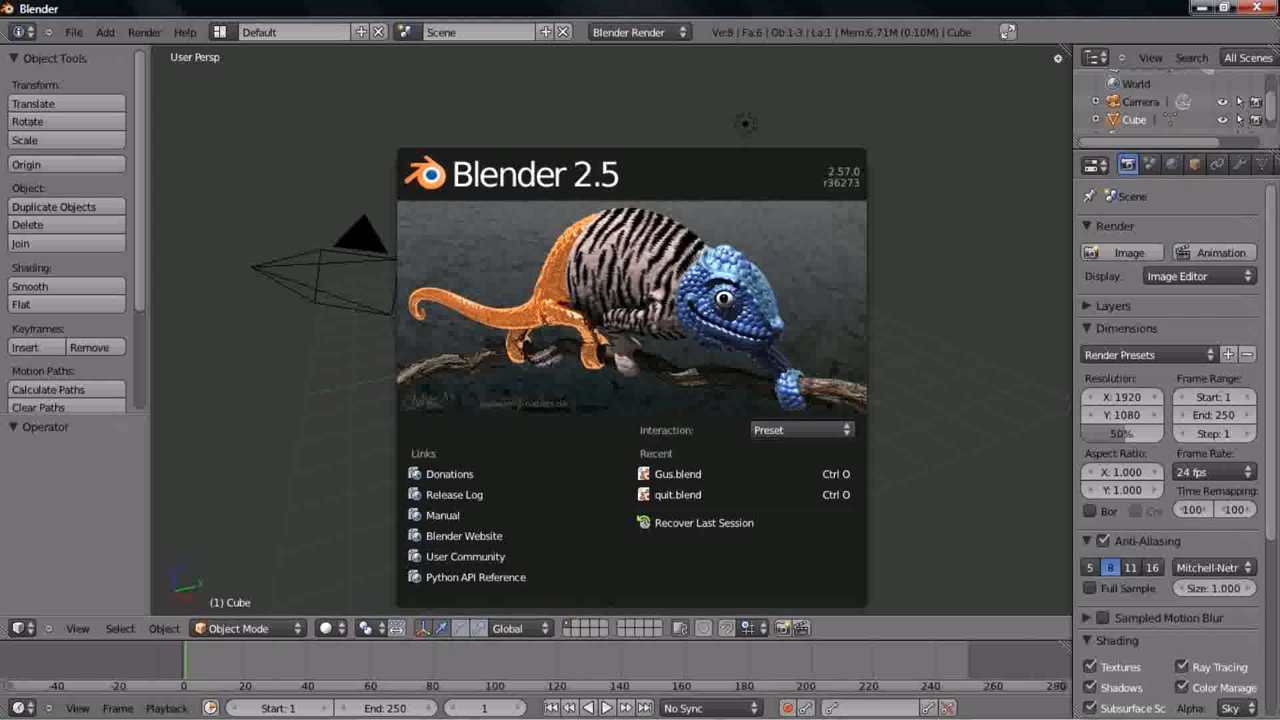 Blender
File Add Render Help Default Scene Blender Render Ve:8 | Fa:6 | Ob:1-3 | La:1 | Mem:6.71M (0.10M) | Cube
Object Tools
Transform:
Translate
Rotate
Scale
Origin
Object:
Duplicate Objects
Delete
Join
Shading:
Smooth
Flat
Keyframes:
Insert Remove
Motion Paths:
Calculate Paths
Clear Paths
Operator
User Persp
Blender 2.5
2.57.0
r36273
Interaction: Preset
Links
Donations
Release Log
Manual
Blender Website
User Community
Python API Reference
Recent
Gus.blend Ctrl O
quit.blend Ctrl O
Recover Last Session
(1) Cube
View Select Object Object Mode Global
-40 -20 0 20 40 60 80 100 120 140 160 180 200 220 240 260 280
View Frame Playback Start: 1 End: 250 1 No Sync
View Search All Scenes
World
Camera
Cube
Scene
Render
Image Animation
Display: Image Editor
Layers
Dimensions
Render Presets
Resolution: Frame Range:
X: 1920 Start: 1
Y: 1080 End: 250
50% Step: 1
Aspect Ratio: Frame Rate:
X: 1.000 24 fps
Y: 1.000 Time Remapping:
Bor 100 100
Anti-Aliasing
5 8 11 16 Mitchell-Netr
Full Sample Size: 1.000
Sampled Motion Blur
Shading
Textures Ray Tracing
Shadows Color Manage
Subsurface Sc Alpha: Sky